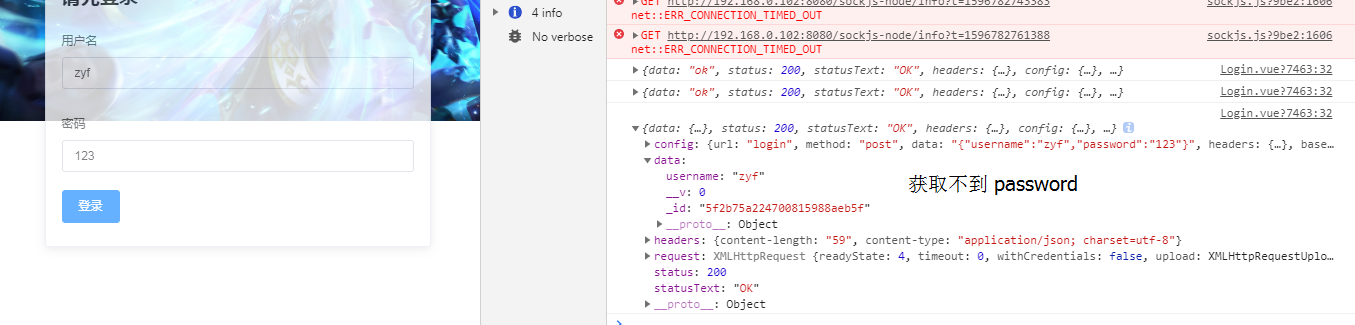 请先登录
用户名
zyf
密码
123
登录
4 info
No verbose
GET http://192.168.0.102:8080/sockjs-node/info?t=1596782743383 sockjs.js?9be2:1606
net::ERR_CONNECTION_TIMED_OUT
GET http://192.168.0.102:8080/sockjs-node/info?t=1596782761388 sockjs.js?9be2:1606
net::ERR_CONNECTION_TIMED_OUT
{data: "ok", status: 200, statusText: "OK", headers: {…}, config: {…}, …} Login.vue?7463:32
{data: "ok", status: 200, statusText: "OK", headers: {…}, config: {…}, …} Login.vue?7463:32
Login.vue?7463:32
{data: {…}, status: 200, statusText: "OK", headers: {…}, config: {…}, …}
config: {url: "login", method: "post", data: "{"username":"zyf","password":"123"}", headers: {…}, base…
data:
username: "zyf"
__v: 0
获取不到 password
_id: "5f2b75a224700815988aeb5f"
__proto__: Object
headers: {content-length: "59", content-type: "application/json; charset=utf-8"}
request: XMLHttpRequest {readyState: 4, timeout: 0, withCredentials: false, upload: XMLHttpRequestUplo…
status: 200
statusText: "OK"
__proto__: Object